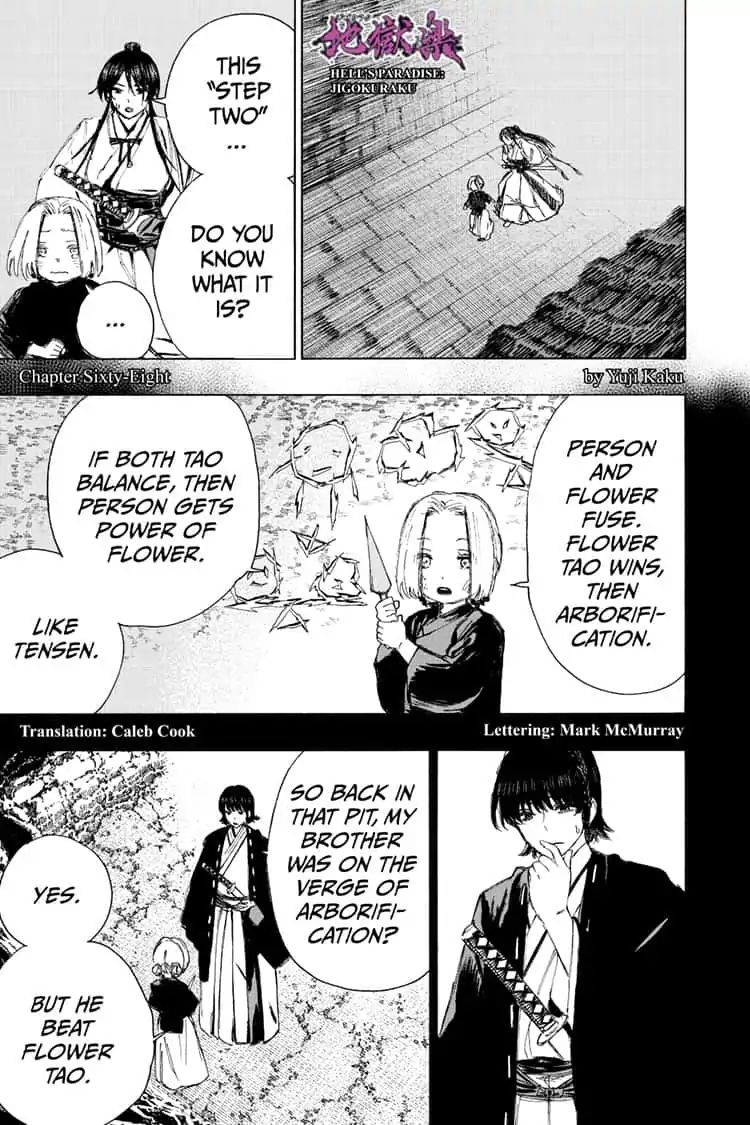 地獄楽
HELL'S PARADISE:
JIGOKURAKU
THIS
"STEP
TWO"
...
DO YOU
KNOW
WHAT IT
IS?
...
Chapter Sixty-Eight
by Yuji Kaku
PERSON
AND
FLOWER
FUSE.
FLOWER
TAO WINS,
THEN
ARBORIFI-
CATION.
IF BOTH TAO
BALANCE, THEN
PERSON GETS
POWER OF
FLOWER.
LIKE
TENSEN.
Translation: Caleb Cook
Lettering: Mark McMurray
SO BACK IN
THAT PIT, MY
BROTHER
WAS ON THE
VERGE OF
ARBORIFI-
CATION?
YES.
BUT HE
BEAT
FLOWER
TAO.